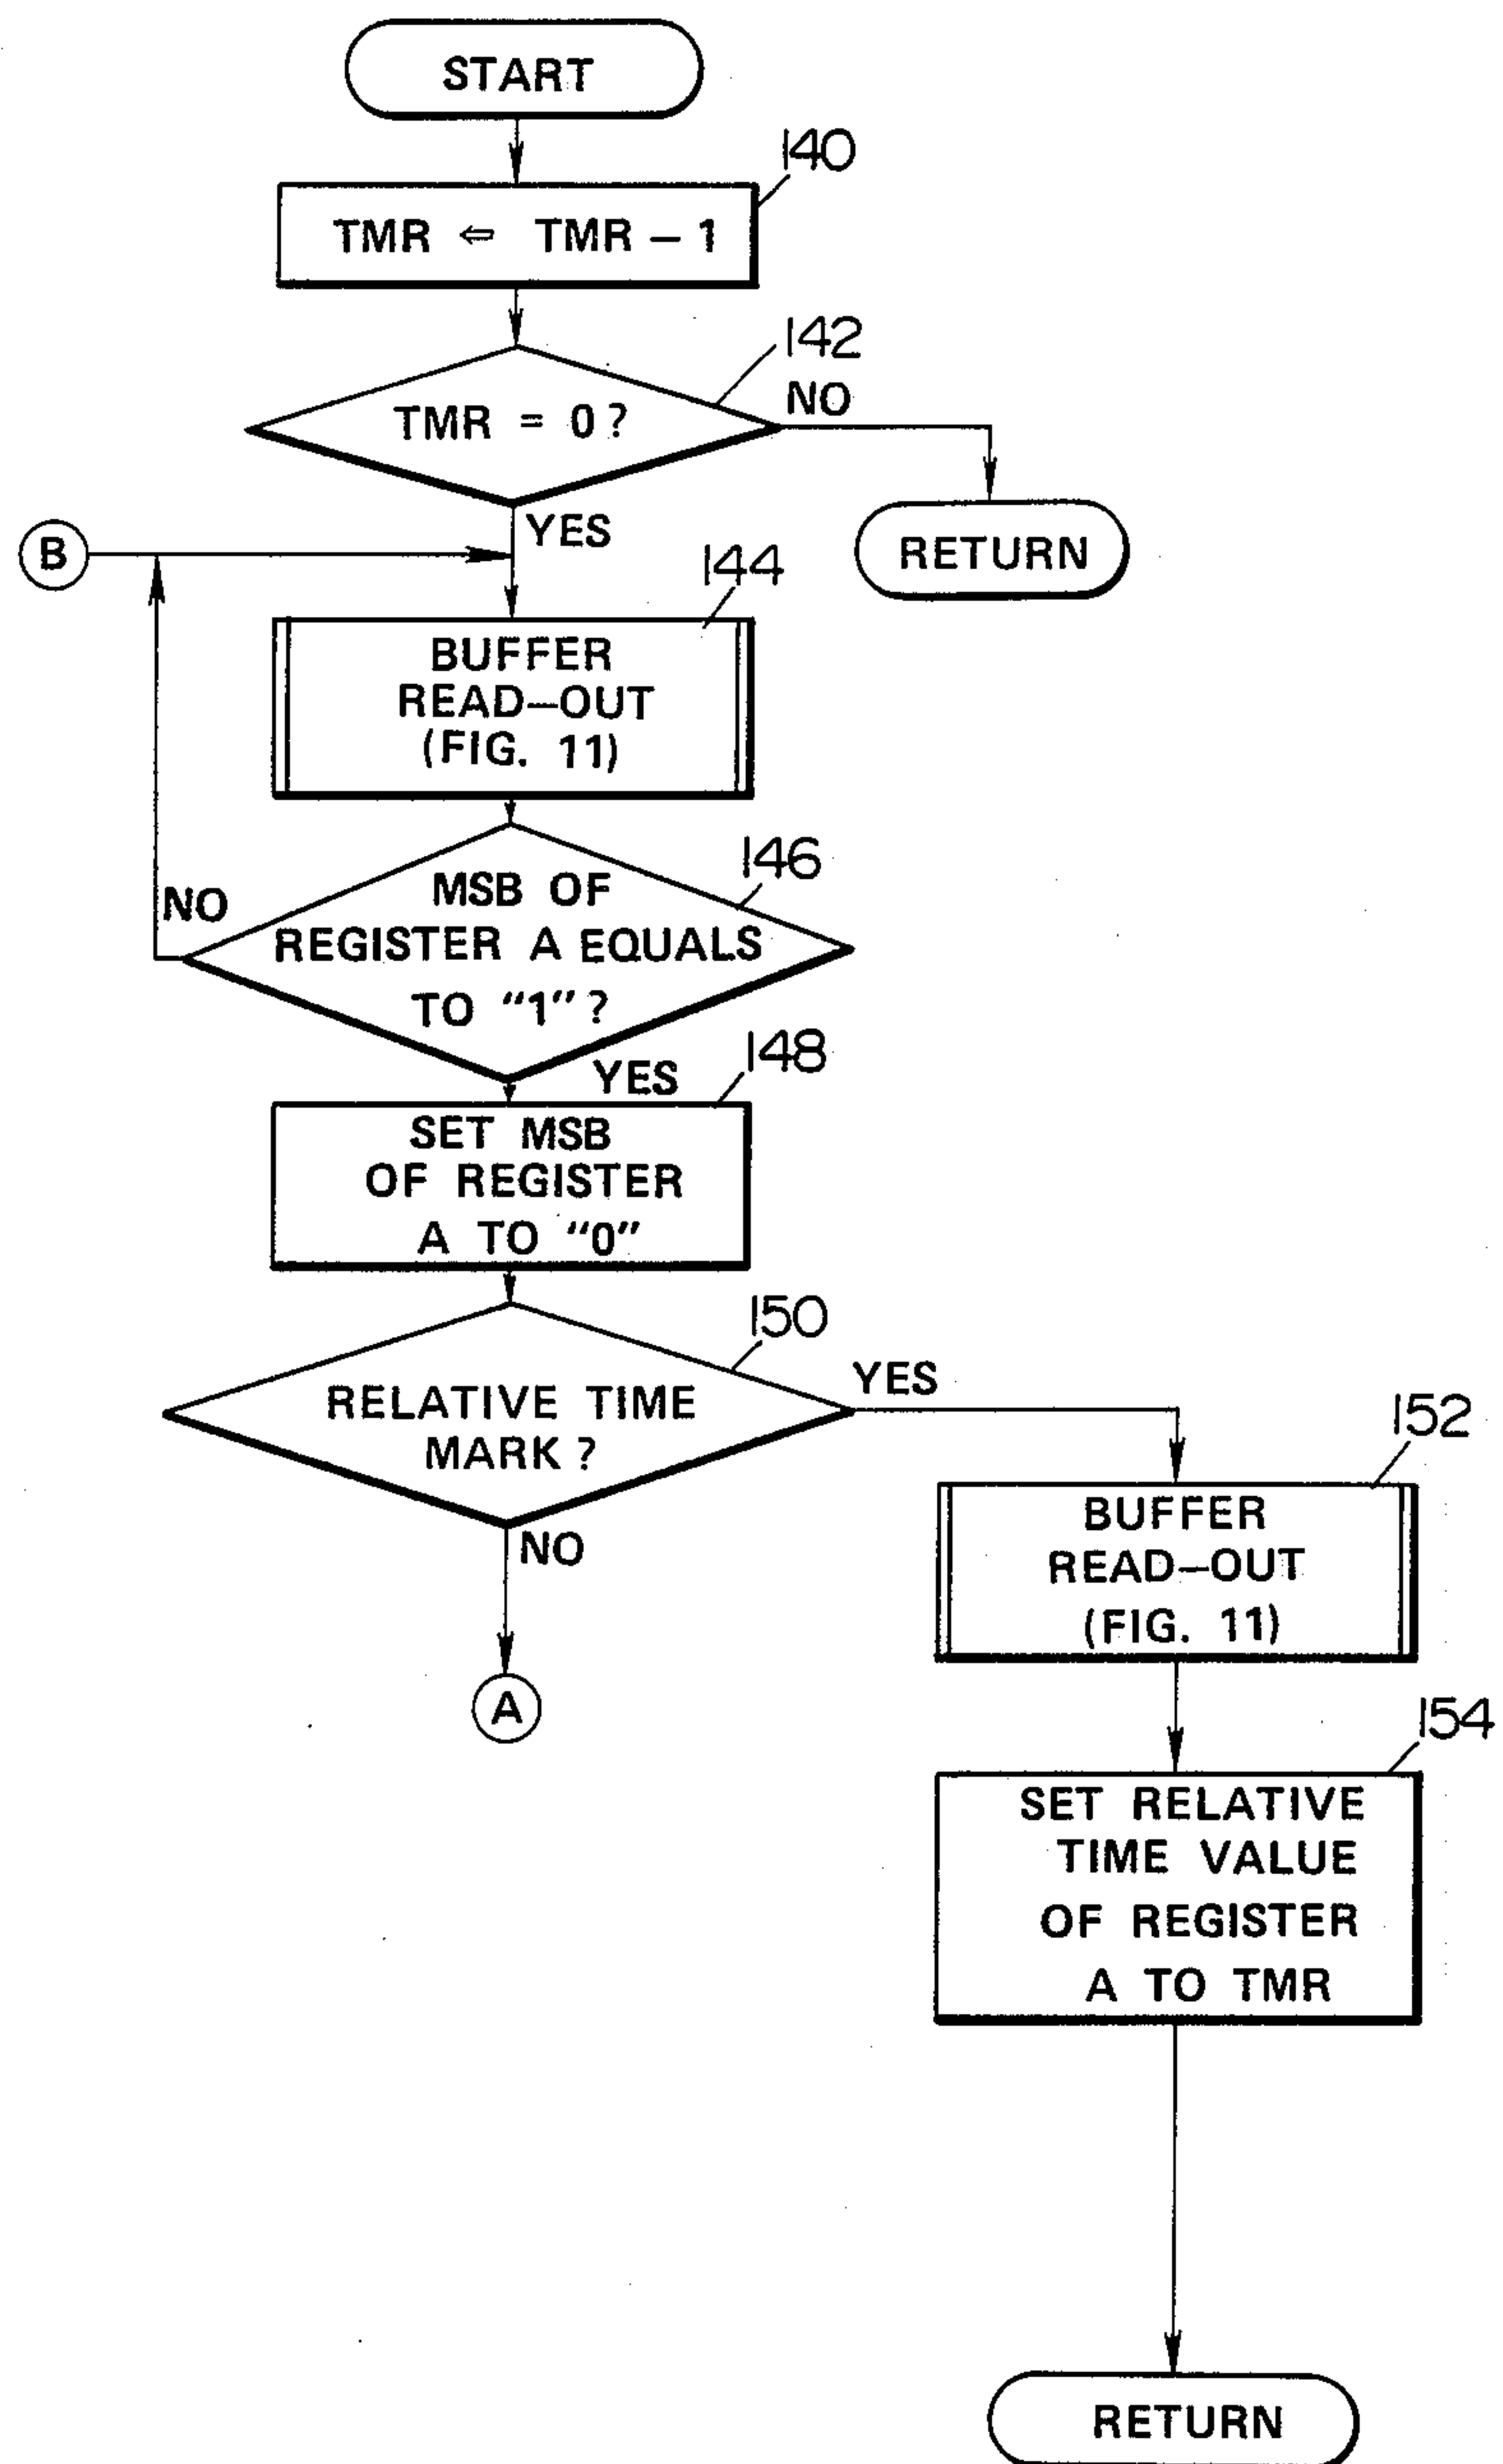 START
140
TMR ⇐ TMR – 1
142
TMR = 0?
NO
YES
B
RETURN
144
BUFFER
READ–OUT
(FIG. 11)
146
MSB OF
REGISTER A EQUALS
TO “1”?
NO
YES
148
SET MSB
OF REGISTER
A TO “0”
150
RELATIVE TIME
MARK?
YES
NO
A
152
BUFFER
READ–OUT
(FIG. 11)
154
SET RELATIVE
TIME VALUE
OF REGISTER
A TO TMR
RETURN